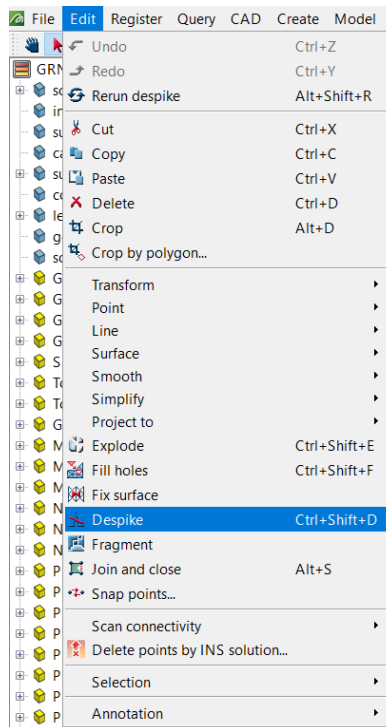 File Edit Register Query CAD Create Model
Undo Ctrl+Z
GRN
Redo Ctrl+Y
Rerun despike Alt+Shift+R
Cut Ctrl+X
Copy Ctrl+C
Paste Ctrl+V
Delete Ctrl+D
Crop Alt+D
Crop by polygon...
Transform
Point
Line
Surface
Smooth
Simplify
Project to
Explode Ctrl+Shift+E
Fill holes Ctrl+Shift+F
Fix surface
Despike Ctrl+Shift+D
Fragment
Join and close Alt+S
Snap points...
Scan connectivity
Delete points by INS solution...
Selection
Annotation